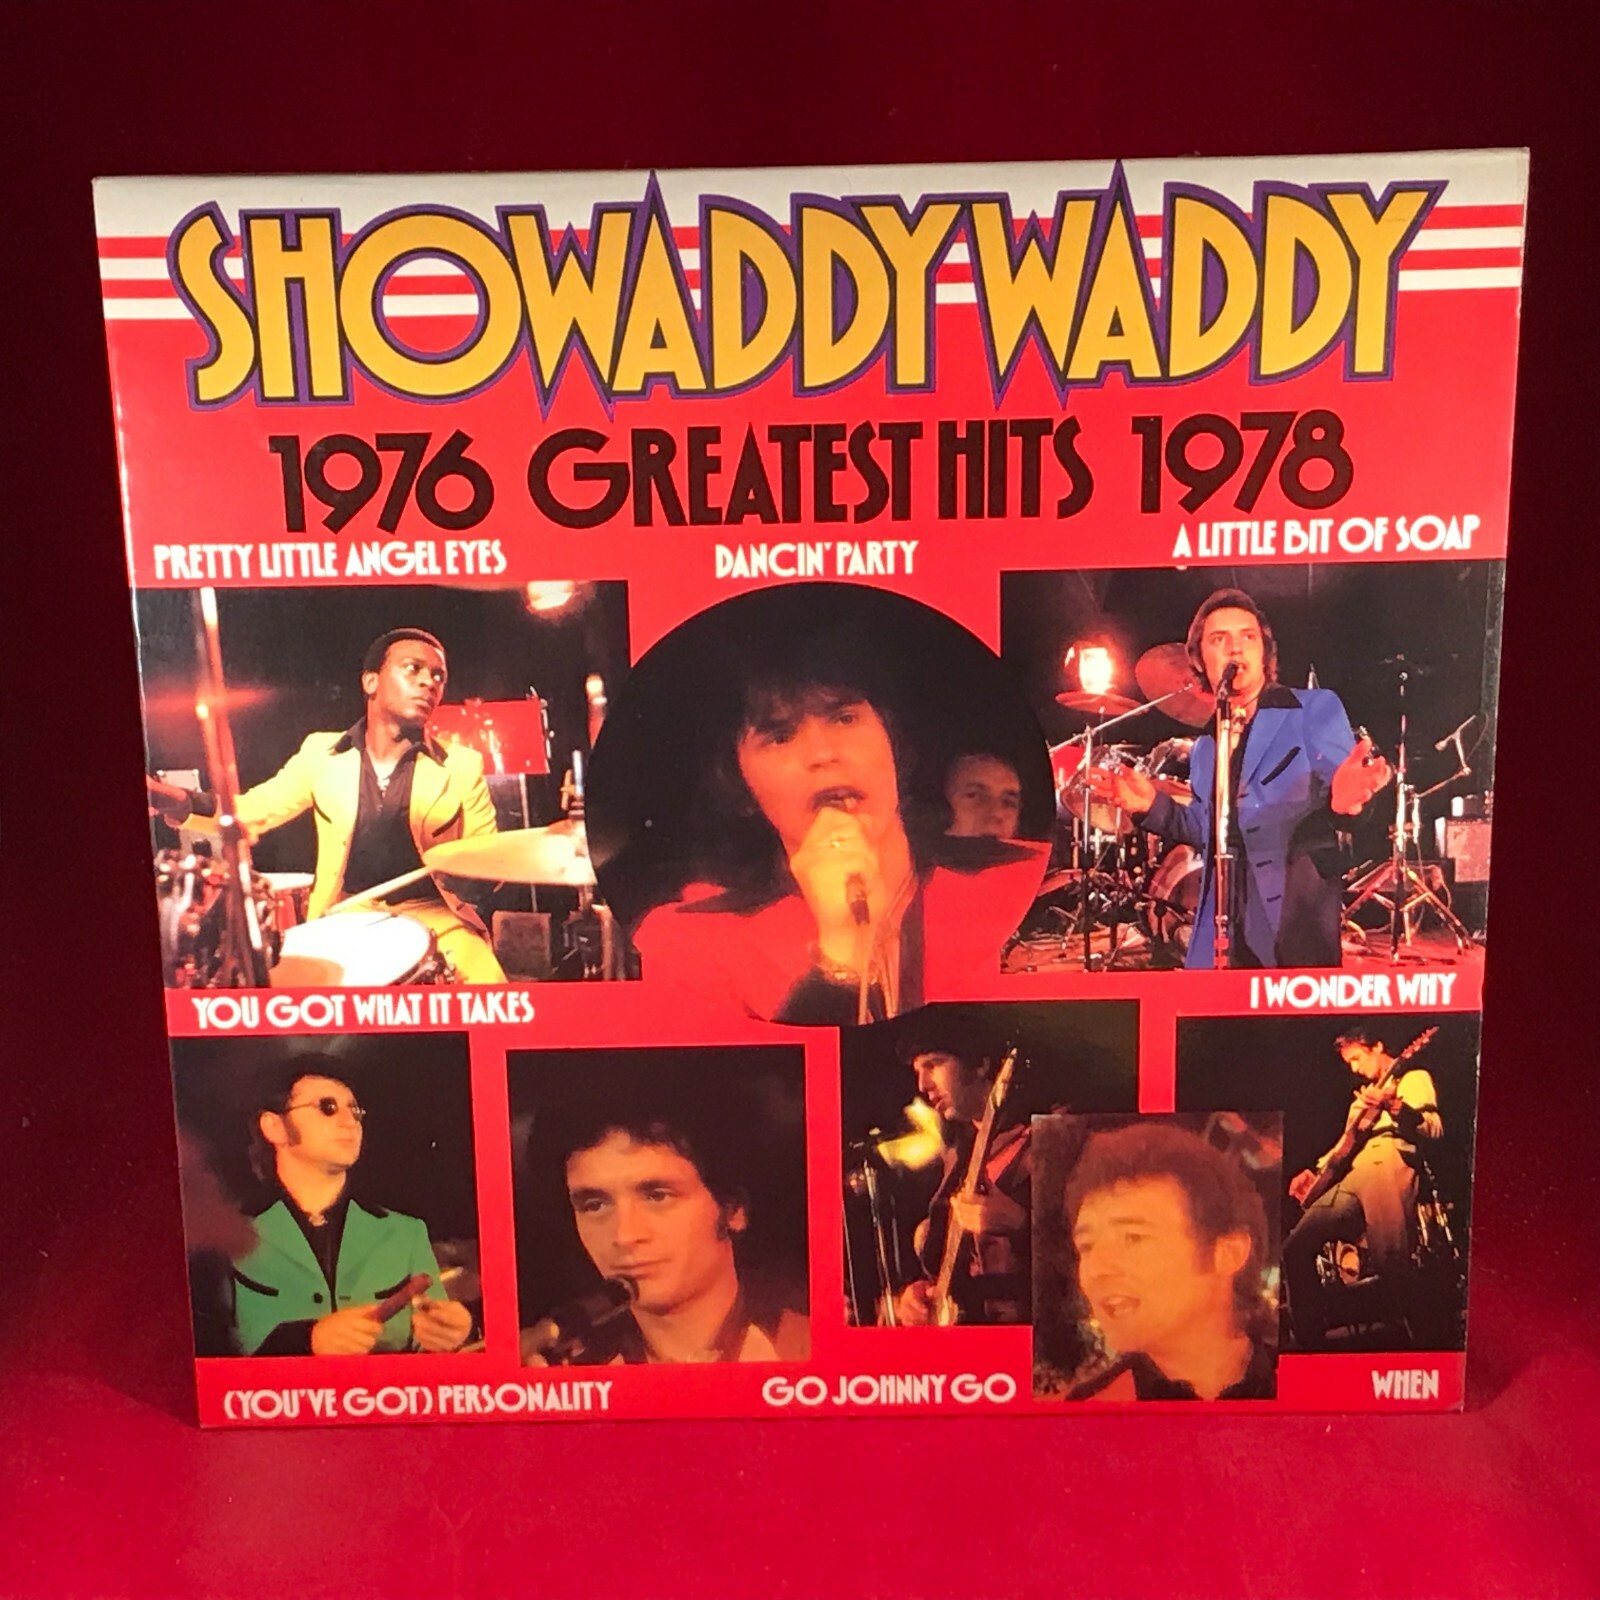 SHOWADDYWADDY
1976 GREATEST HITS 1978
PRETTY LITTLE ANGEL EYES
DANCIN' PARTY
A LITTLE BIT OF SOAP
YOU GOT WHAT IT TAKES
I WONDER WHY
(YOU'VE GOT) PERSONALITY
GO JOHNNY GO
WHEN